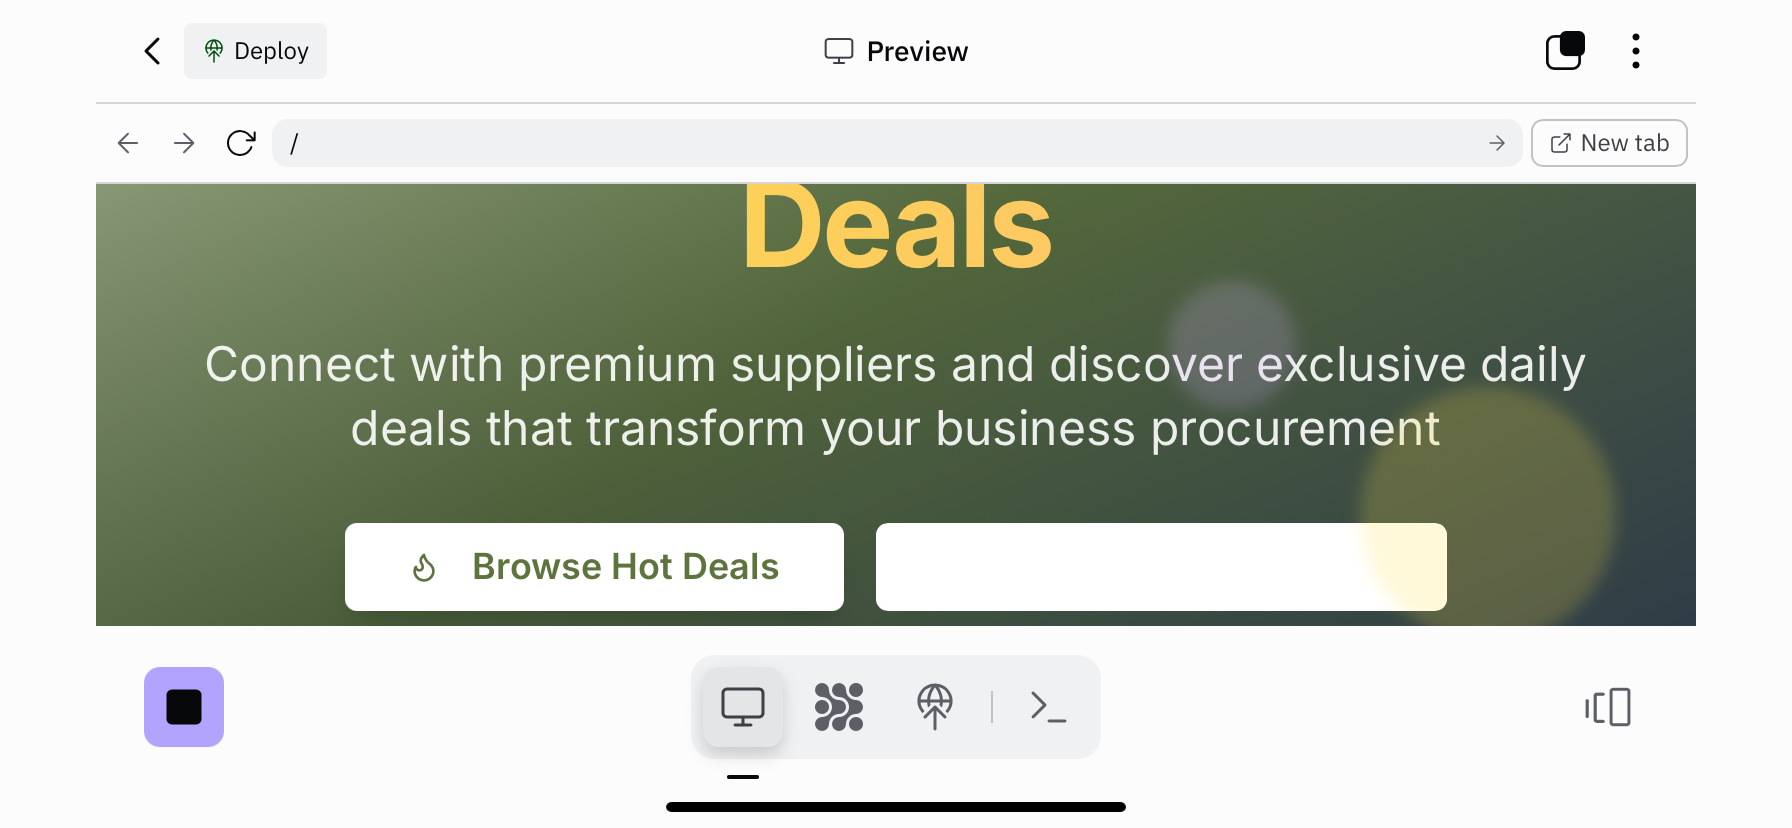 Deploy
Preview
/
New tab
Deals
Connect with premium suppliers and discover exclusive daily
deals that transform your business procurement
Browse Hot Deals